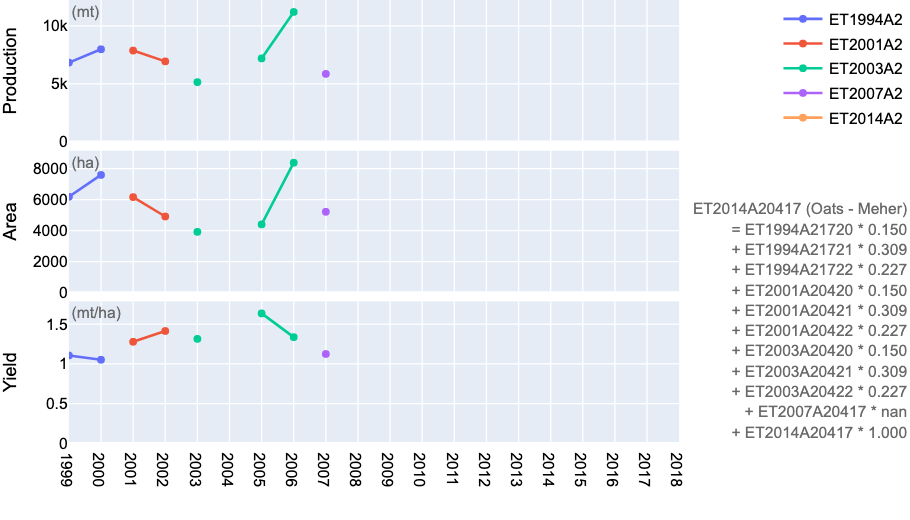 Production
(mt)
10k
5k
0
Area
(ha)
8000
6000
4000
2000
0
Yield
(mt/ha)
1.5
1
0.5
0
1999
2000
2001
2002
2003
2004
2005
2006
2007
2008
2009
2010
2011
2012
2013
2014
2015
2016
2017
2018
ET1994A2
ET2001A2
ET2003A2
ET2007A2
ET2014A2
ET2014A20417 (Oats - Meher)
= ET1994A21720 * 0.150
+ ET1994A21721 * 0.309
+ ET1994A21722 * 0.227
+ ET2001A20420 * 0.150
+ ET2001A20421 * 0.309
+ ET2001A20422 * 0.227
+ ET2003A20420 * 0.150
+ ET2003A20421 * 0.309
+ ET2003A20422 * 0.227
+ ET2007A20417 * nan
+ ET2014A20417 * 1.000